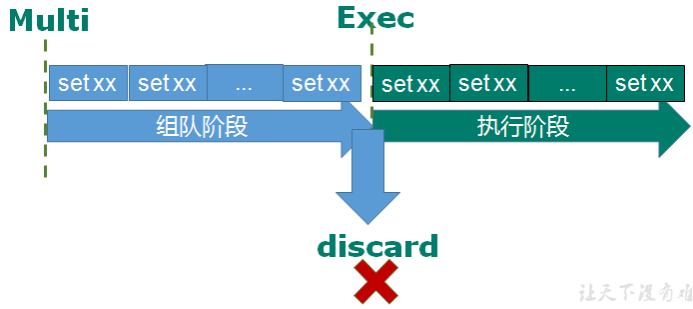 Multi
Exec
set xx set xx ... set xx set xx set xx ... set xx
组队阶段 执行阶段
discard
让天下没有难